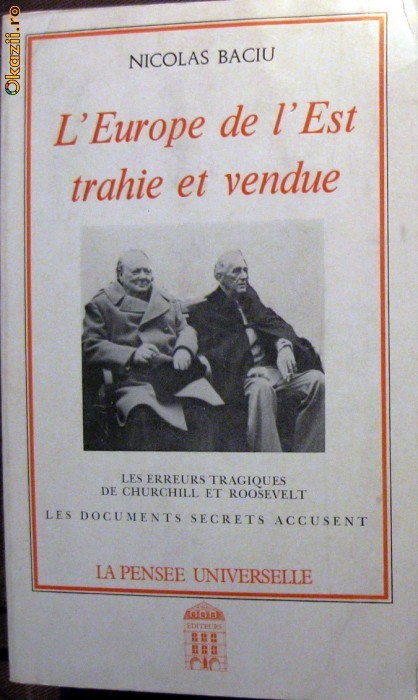 Okazii.ro
NICOLAS BACIU
L'Europe de l'Est
trahie et vendue
LES ERREURS TRAGIQUES
DE CHURCHILL ET ROOSEVELT
LES DOCUMENTS SECRETS ACCUSENT
LA PENSEE UNIVERSELLE
EDITEURS